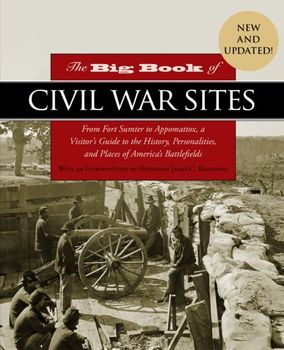 NEW
AND
UPDATED!
The Big Book of
CIVIL WAR SITES
From Fort Sumter to Appomattox, a
Visitor's Guide to the History, Personalities,
and Places of America's Battlefields
With an Introduction by Historian James C. Bradford